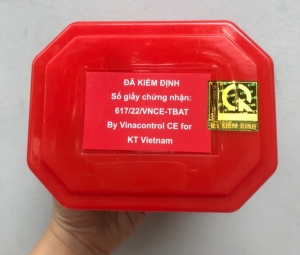 ĐÃ KIỂM ĐỊNH
Số giấy chứng nhận:
617/22/VNCE-TBAT
By Vinacontrol CE for
KT Vietnam
ĐÃ KIỂM ĐỊNH